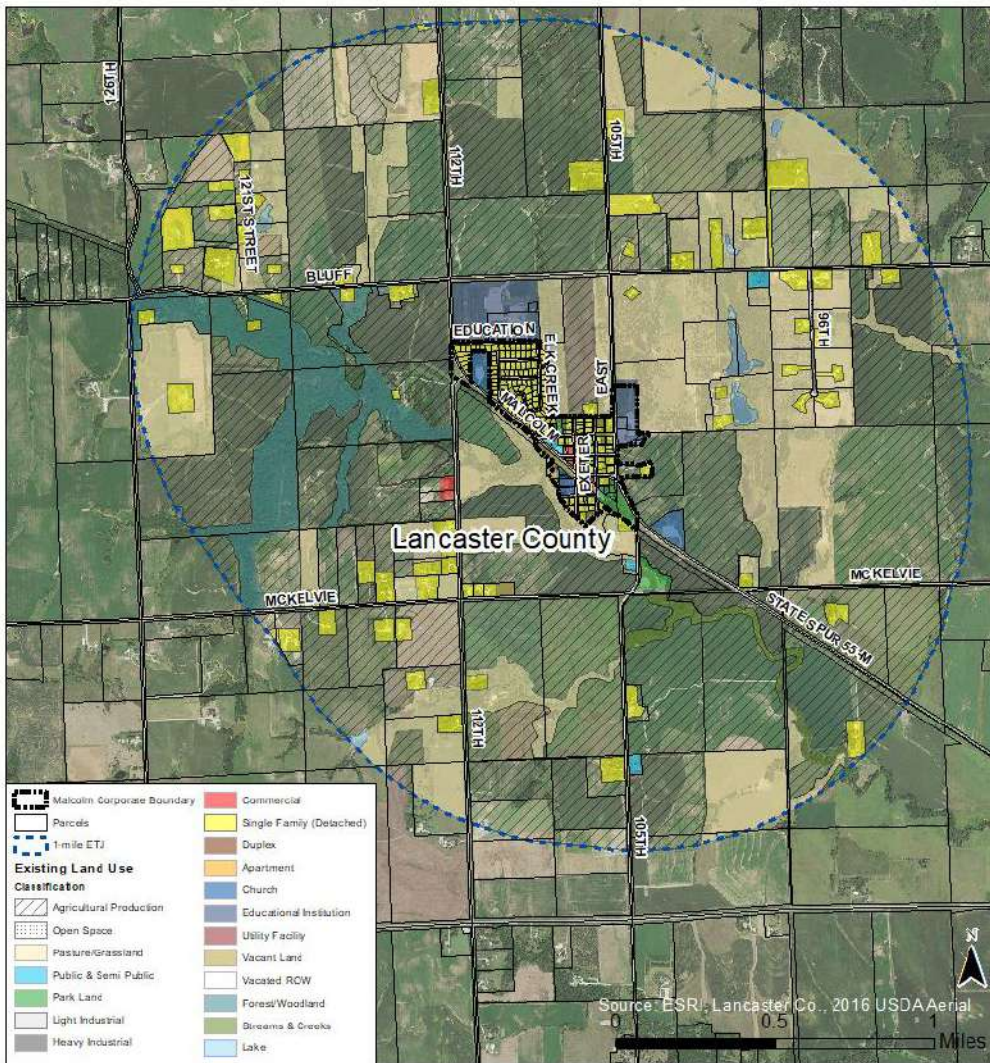 126TH
112TH
105TH
121ST STREET
BLUFF
EDUCATION
ELK CREEK
EAST
96TH
MALCOLM
EXETER
Lancaster County
MCKELVIE
MCKELVIE
STATE SPUR 55-M
112TH
105TH
Malcolm Corporate Boundary
Parcels
1-mile ETJ
Existing Land Use
Classification
Agricultural Production
Open Space
Pasture/Grassland
Public & Semi Public
Park Land
Light Industrial
Heavy Industrial
Commercial
Single Family (Detached)
Duplex
Apartment
Church
Educational Institution
Utility Facility
Vacant Land
Vacated ROW
Forest/Woodland
Streams & Creeks
Lake
N
Source: ESRI, Lancaster Co., 2016 USDA Aerial
0 0.5 1
Miles